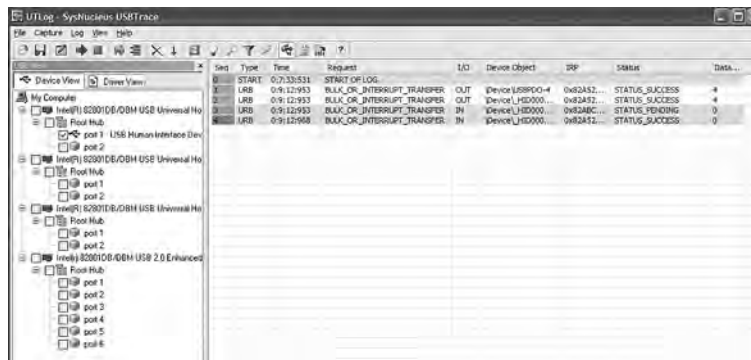 UTLog - SysNucleus USBTrace
File Capture Log View Help
Device View Driver View
My Computer
Intel(R) 82801DB/DBM USB Universal Ho
Root Hub
port 1 - USB Human Interface Dev
port 2
Intel(R) 82801DB/DBM USB Universal Ho
Root Hub
port 1
port 2
Intel(R) 82801DB/DBM USB Universal Ho
Root Hub
port 1
port 2
Intel(R) 82801DB/DBM USB 2.0 Enhanced
Root Hub
port 1
port 2
port 3
port 4
port 5
port 6
Seq Type Time Request I/O Device Object IRP Status Data...
0 START 0:7:33:531 START OF LOG
1 URB 0:9:12:953 BULK_OR_INTERRUPT_TRANSFER OUT \Device\USBPDO-4 0x82A52... STATUS_SUCCESS 4
2 URB 0:9:12:953 BULK_OR_INTERRUPT_TRANSFER OUT \Device\_HID000... 0x82A52... STATUS_SUCCESS 4
3 URB 0:9:12:953 BULK_OR_INTERRUPT_TRANSFER IN \Device\_HID000... 0x82ABC... STATUS_PENDING 0
4 URB 0:9:12:968 BULK_OR_INTERRUPT_TRANSFER IN \Device\_HID000... 0x82A52... STATUS_SUCCESS 0